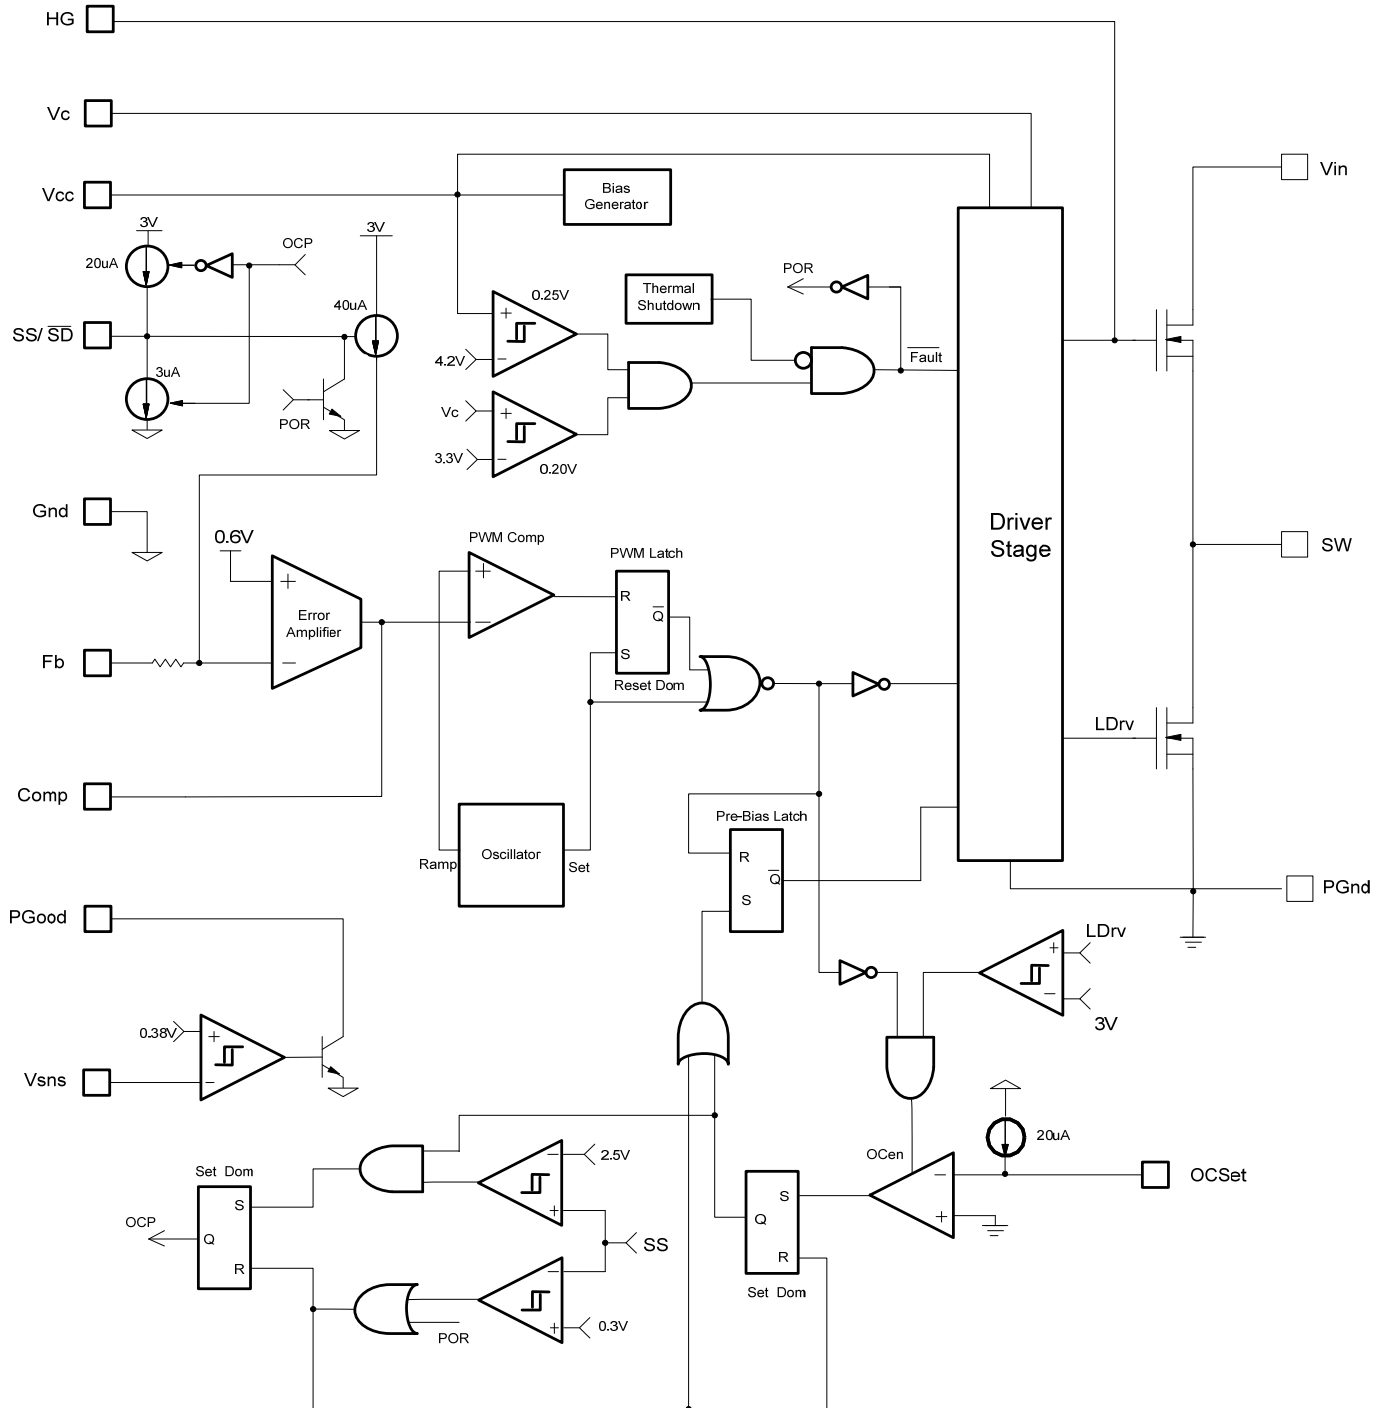 HG
Vc
Vcc
Bias
Generator
Vin
3V
3V
OCP
20uA
40uA
0.25V
Thermal
Shutdown
POR
SS/ SD
3uA
POR
+
4.2V
−
Vc
+
3.3V
−
0.20V
Fault
Gnd
0.6V
PWM Comp
PWM Latch
Driver
Stage
SW
+
Error
Amplifier
−
+
−
R
Q
S
Reset Dom
Fb
LDrv
Comp
Pre-Bias Latch
Ramp
Oscillator
Set
R
Q
S
PGood
PGnd
LDrv
+
−
3V
0.38V
+
−
Vsns
20uA
OCen
−
+
OCSet
Set Dom
S
Q
R
OCP
−
2.5V
+
SS
−
+
0.3V
POR
S
Q
R
Set Dom